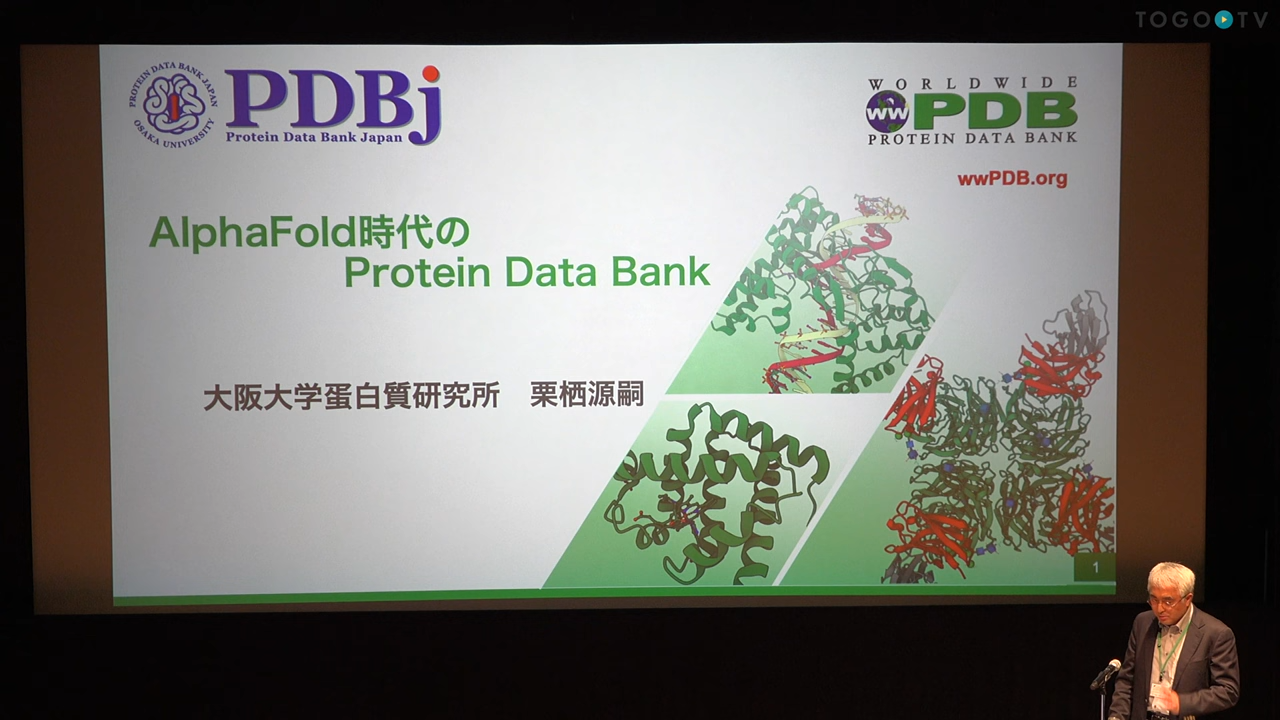 TOGO TV
PROTEIN DATA BANK JAPAN
OSAKA UNIVERSITY
PDBj
Protein Data Bank Japan
WORLDWIDE
ww PDB
PROTEIN DATA BANK
wwPDB.org
AlphaFold時代の
Protein Data Bank
大阪大学蛋白質研究所 栗栖源嗣
1